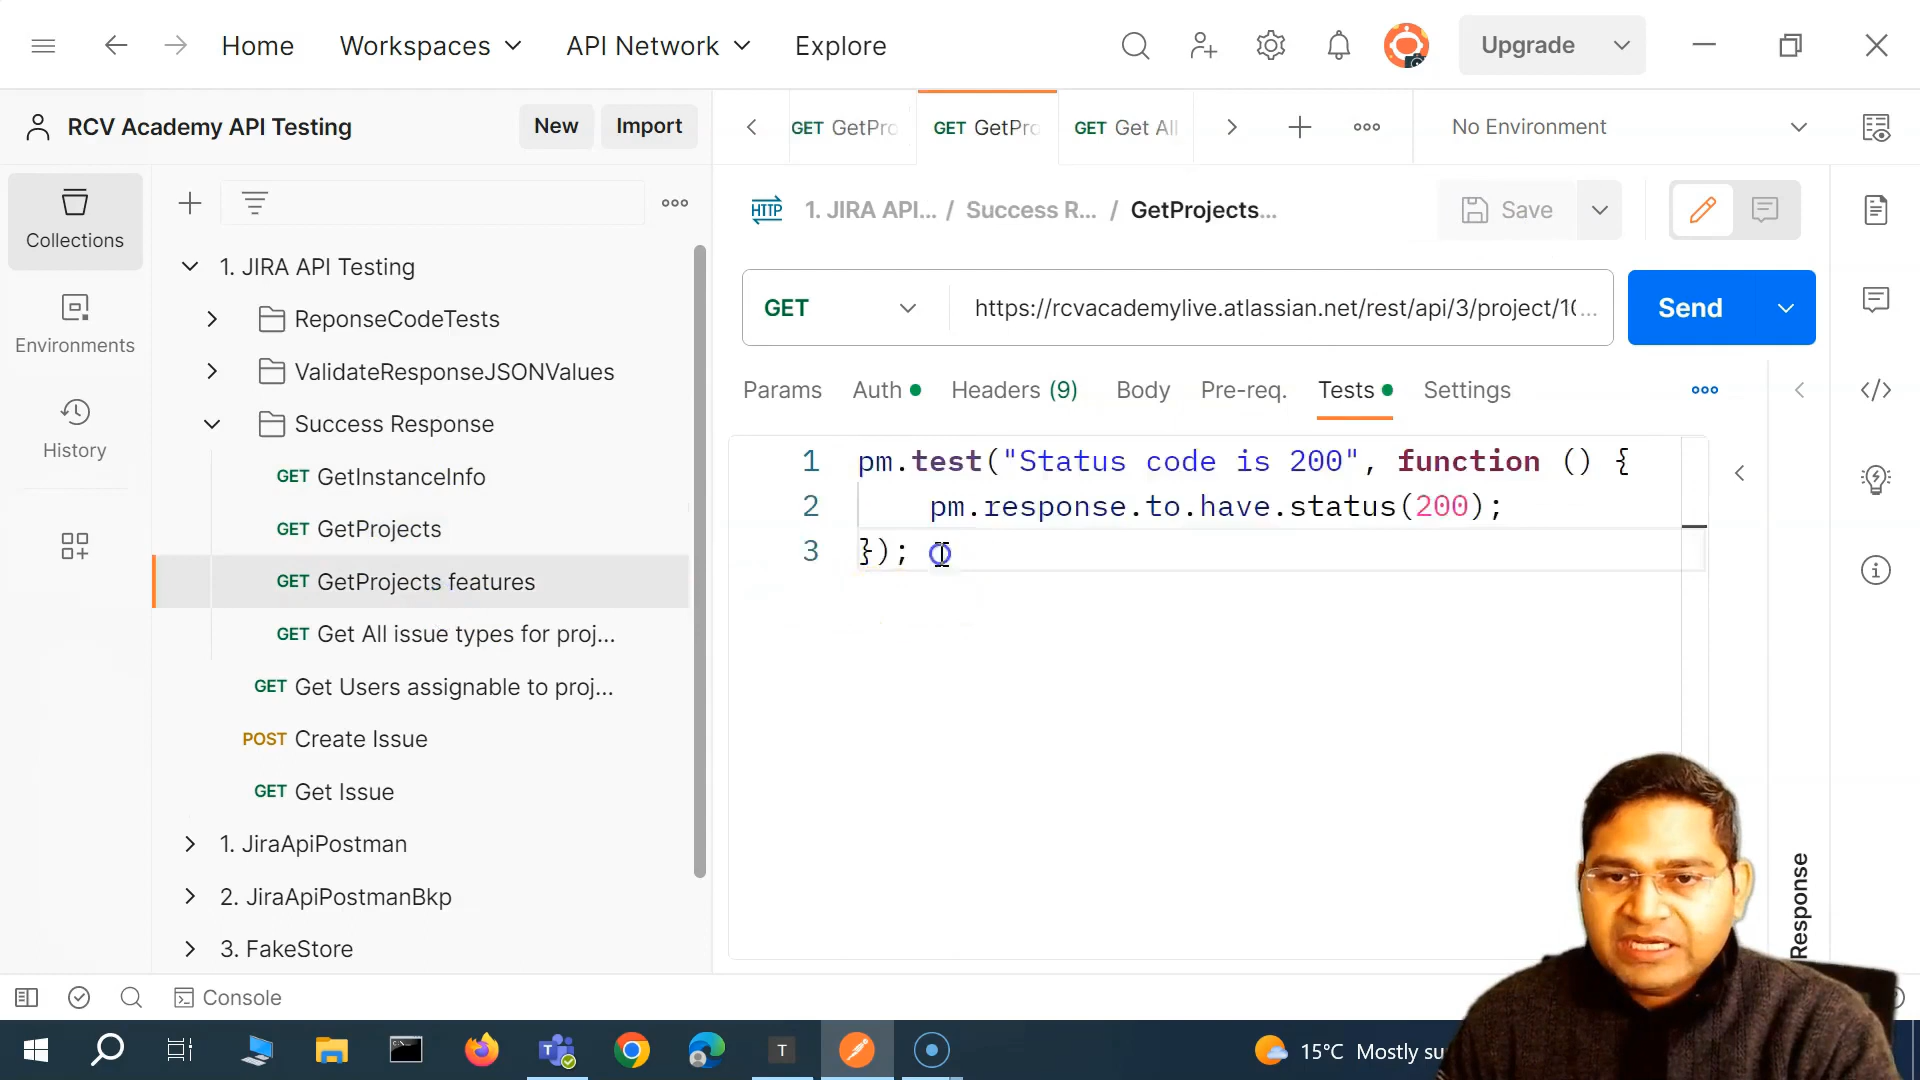 Home Workspaces API Network Explore Upgrade
RCV Academy API Testing New Import GET GetPro GET GetPro GET Get All No Environment
Collections
Environments
History
1. JIRA API Testing
ReponseCodeTests
ValidateResponseJSONValues
Success Response
GET GetInstanceInfo
GET GetProjects
GET GetProjects features
GET Get All issue types for proj...
GET Get Users assignable to proj...
POST Create Issue
GET Get Issue
1. JiraApiPostman
2. JiraApiPostmanBkp
3. FakeStore
HTTP 1. JIRA API... / Success R... / GetProjects... Save
GET https://rcvacademylive.atlassian.net/rest/api/3/project/10... Send
Params Auth Headers (9) Body Pre-req. Tests Settings
1 pm.test("Status code is 200", function () {
2 pm.response.to.have.status(200);
3 });
Response
Console
T T 15°C Mostly su